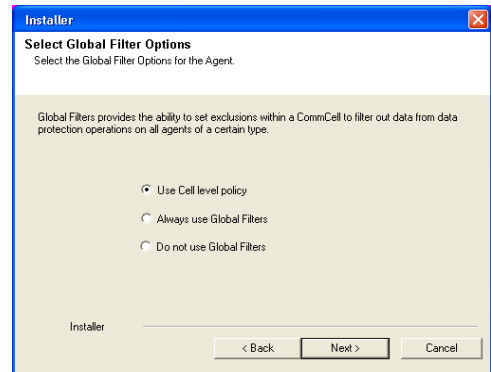 Installer
Select Global Filter Options
Select the Global Filter Options for the Agent.
Global Filters provides the ability to set exclusions within a CommCell to filter out data from data
protection operations on all agents of a certain type.
Use Cell level policy
Always use Global Filters
Do not use Global Filters
Installer
< Back
Next >
Cancel